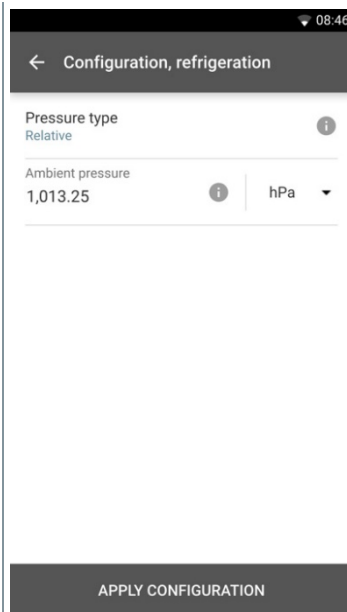 08:46
Configuration, refrigeration
Pressure type
Relative
Ambient pressure
1,013.25
hPa
APPLY CONFIGURATION